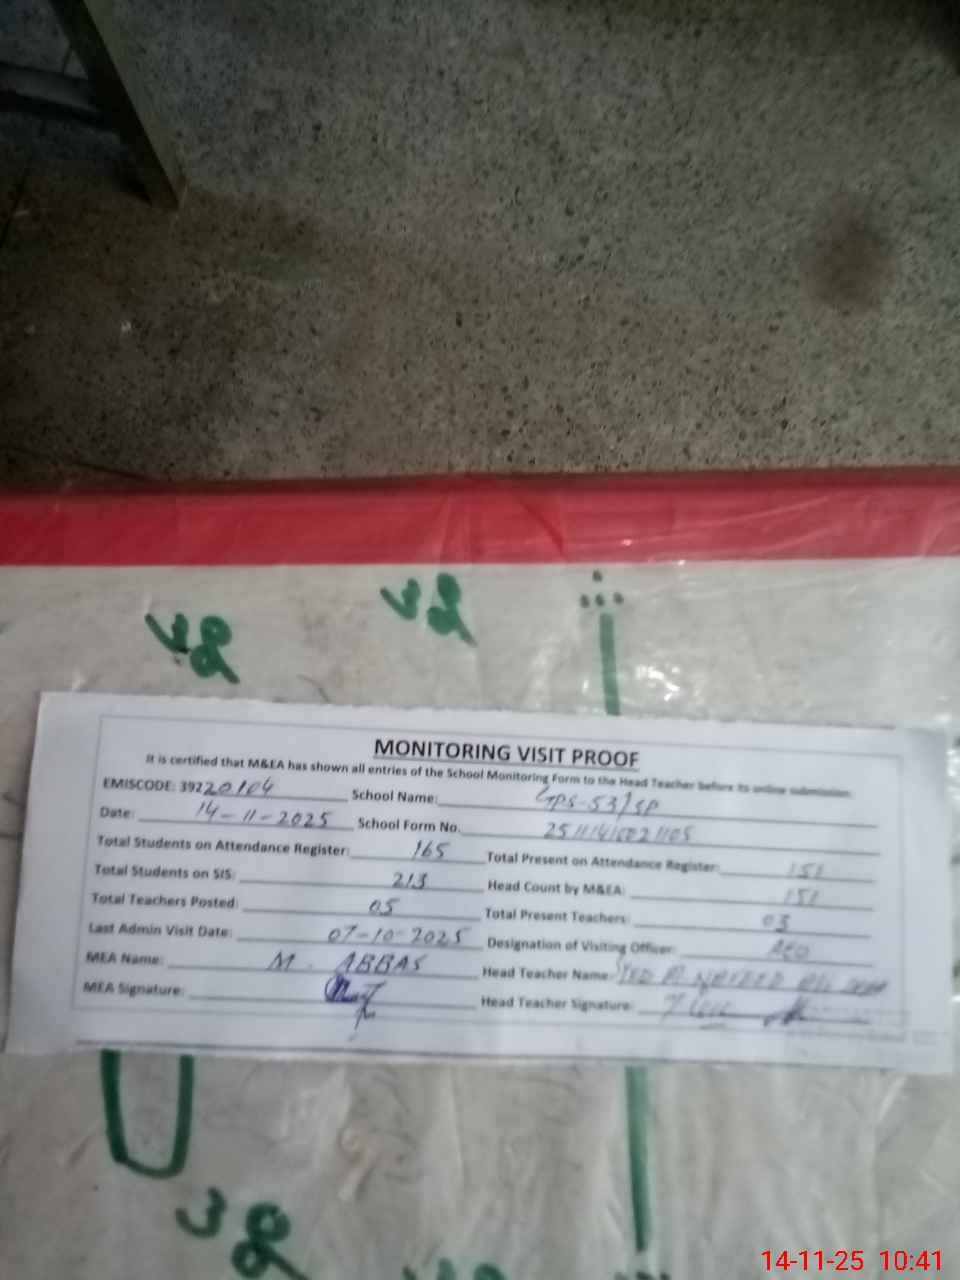 MONITORING VISIT PROOF
It is certified that M&EA has shown all entries of the School Monitoring Form to the Head Teacher before its online submission
EMISCODE: 39220104 School Name: GPS-53/SP
Date: 14-11-2025 School Form No.
Total Students on Attendance Register: 165 Total Present on Attendance Register: 151
Total Students on SIS: 213 Head Count by M&EA: 151
Total Teachers Posted: 05 Total Present Teachers: 03
Last Admin Visit Date: 07-10-2025 Designation of Visiting Officer: AEO
MEA Name: M. ABBAS Head Teacher Name:
MEA Signature: Head Teacher Signature:
14-11-25 10:41